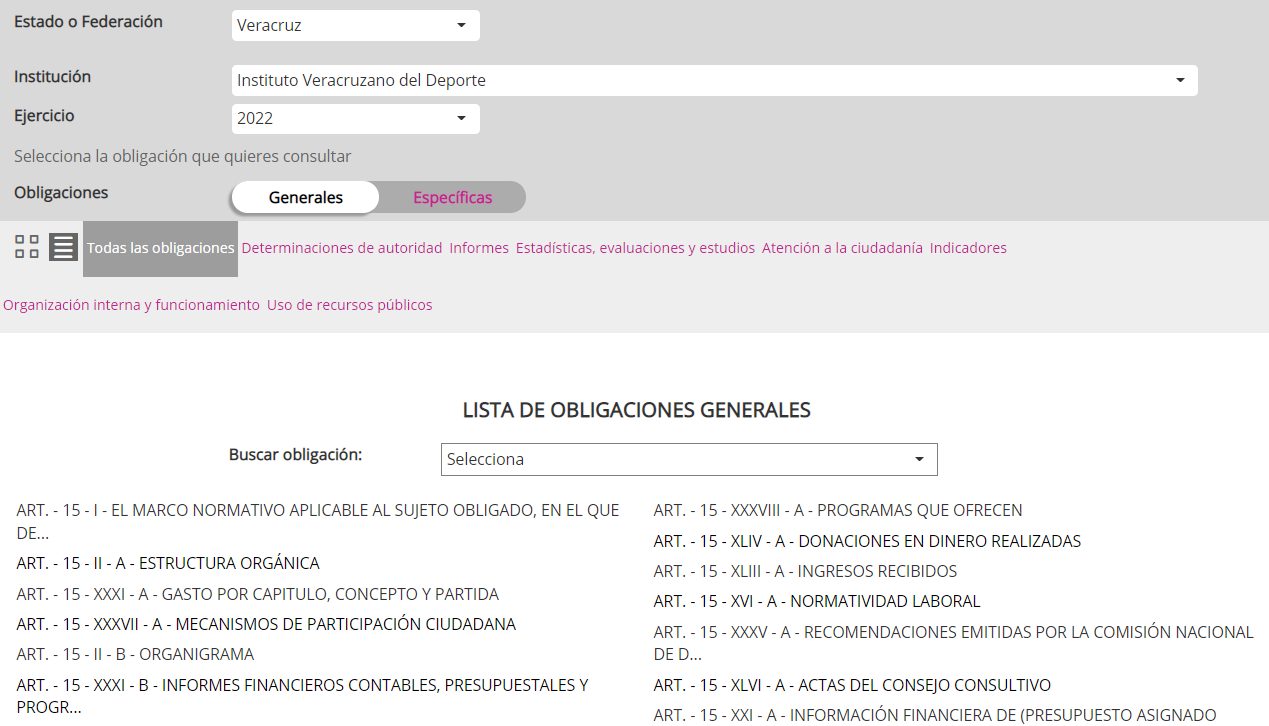 Estado o Federación
Veracruz
Institución
Instituto Veracruzano del Deporte
Ejercicio
2022
Selecciona la obligación que quieres consultar
Obligaciones
Generales
Específicas
Todas las obligaciones Determinaciones de autoridad Informes Estadísticas, evaluaciones y estudios Atención a la ciudadanía Indicadores
Organización interna y funcionamiento Uso de recursos públicos
LISTA DE OBLIGACIONES GENERALES
Buscar obligación:
Selecciona
ART. - 15 - I - EL MARCO NORMATIVO APLICABLE AL SUJETO OBLIGADO, EN EL QUE
DE...
ART. - 15 - II - A - ESTRUCTURA ORGÁNICA
ART. - 15 - XXXI - A - GASTO POR CAPITULO, CONCEPTO Y PARTIDA
ART. - 15 - XXXVII - A - MECANISMOS DE PARTICIPACIÓN CIUDADANA
ART. - 15 - II - B - ORGANIGRAMA
ART. - 15 - XXXI - B - INFORMES FINANCIEROS CONTABLES, PRESUPUESTALES Y
PROGR...
ART. - 15 - XXXVIII - A - PROGRAMAS QUE OFRECEN
ART. - 15 - XLIV - A - DONACIONES EN DINERO REALIZADAS
ART. - 15 - XLIII - A - INGRESOS RECIBIDOS
ART. - 15 - XVI - A - NORMATIVIDAD LABORAL
ART. - 15 - XXXV - A - RECOMENDACIONES EMITIDAS POR LA COMISIÓN NACIONAL
DE D...
ART. - 15 - XLVI - A - ACTAS DEL CONSEJO CONSULTIVO
ART. - 15 - XXI - A - INFORMACIÓN FINANCIERA DE (PRESUPUESTO ASIGNADO